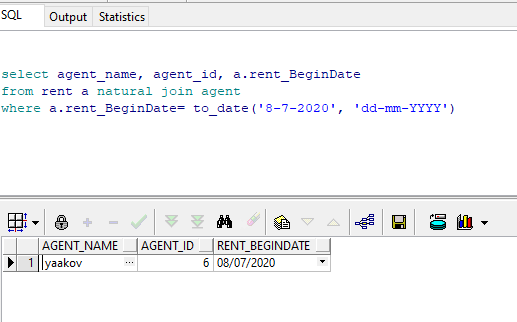 SQL Output Statistics
select agent_name, agent_id, a.rent_BeginDate
from rent a natural join agent
where a.rent_BeginDate= to_date('8-7-2020', 'dd-mm-YYYY')
AGENT_NAME AGENT_ID RENT_BEGINDATE
1 yaakov ... 6 08/07/2020